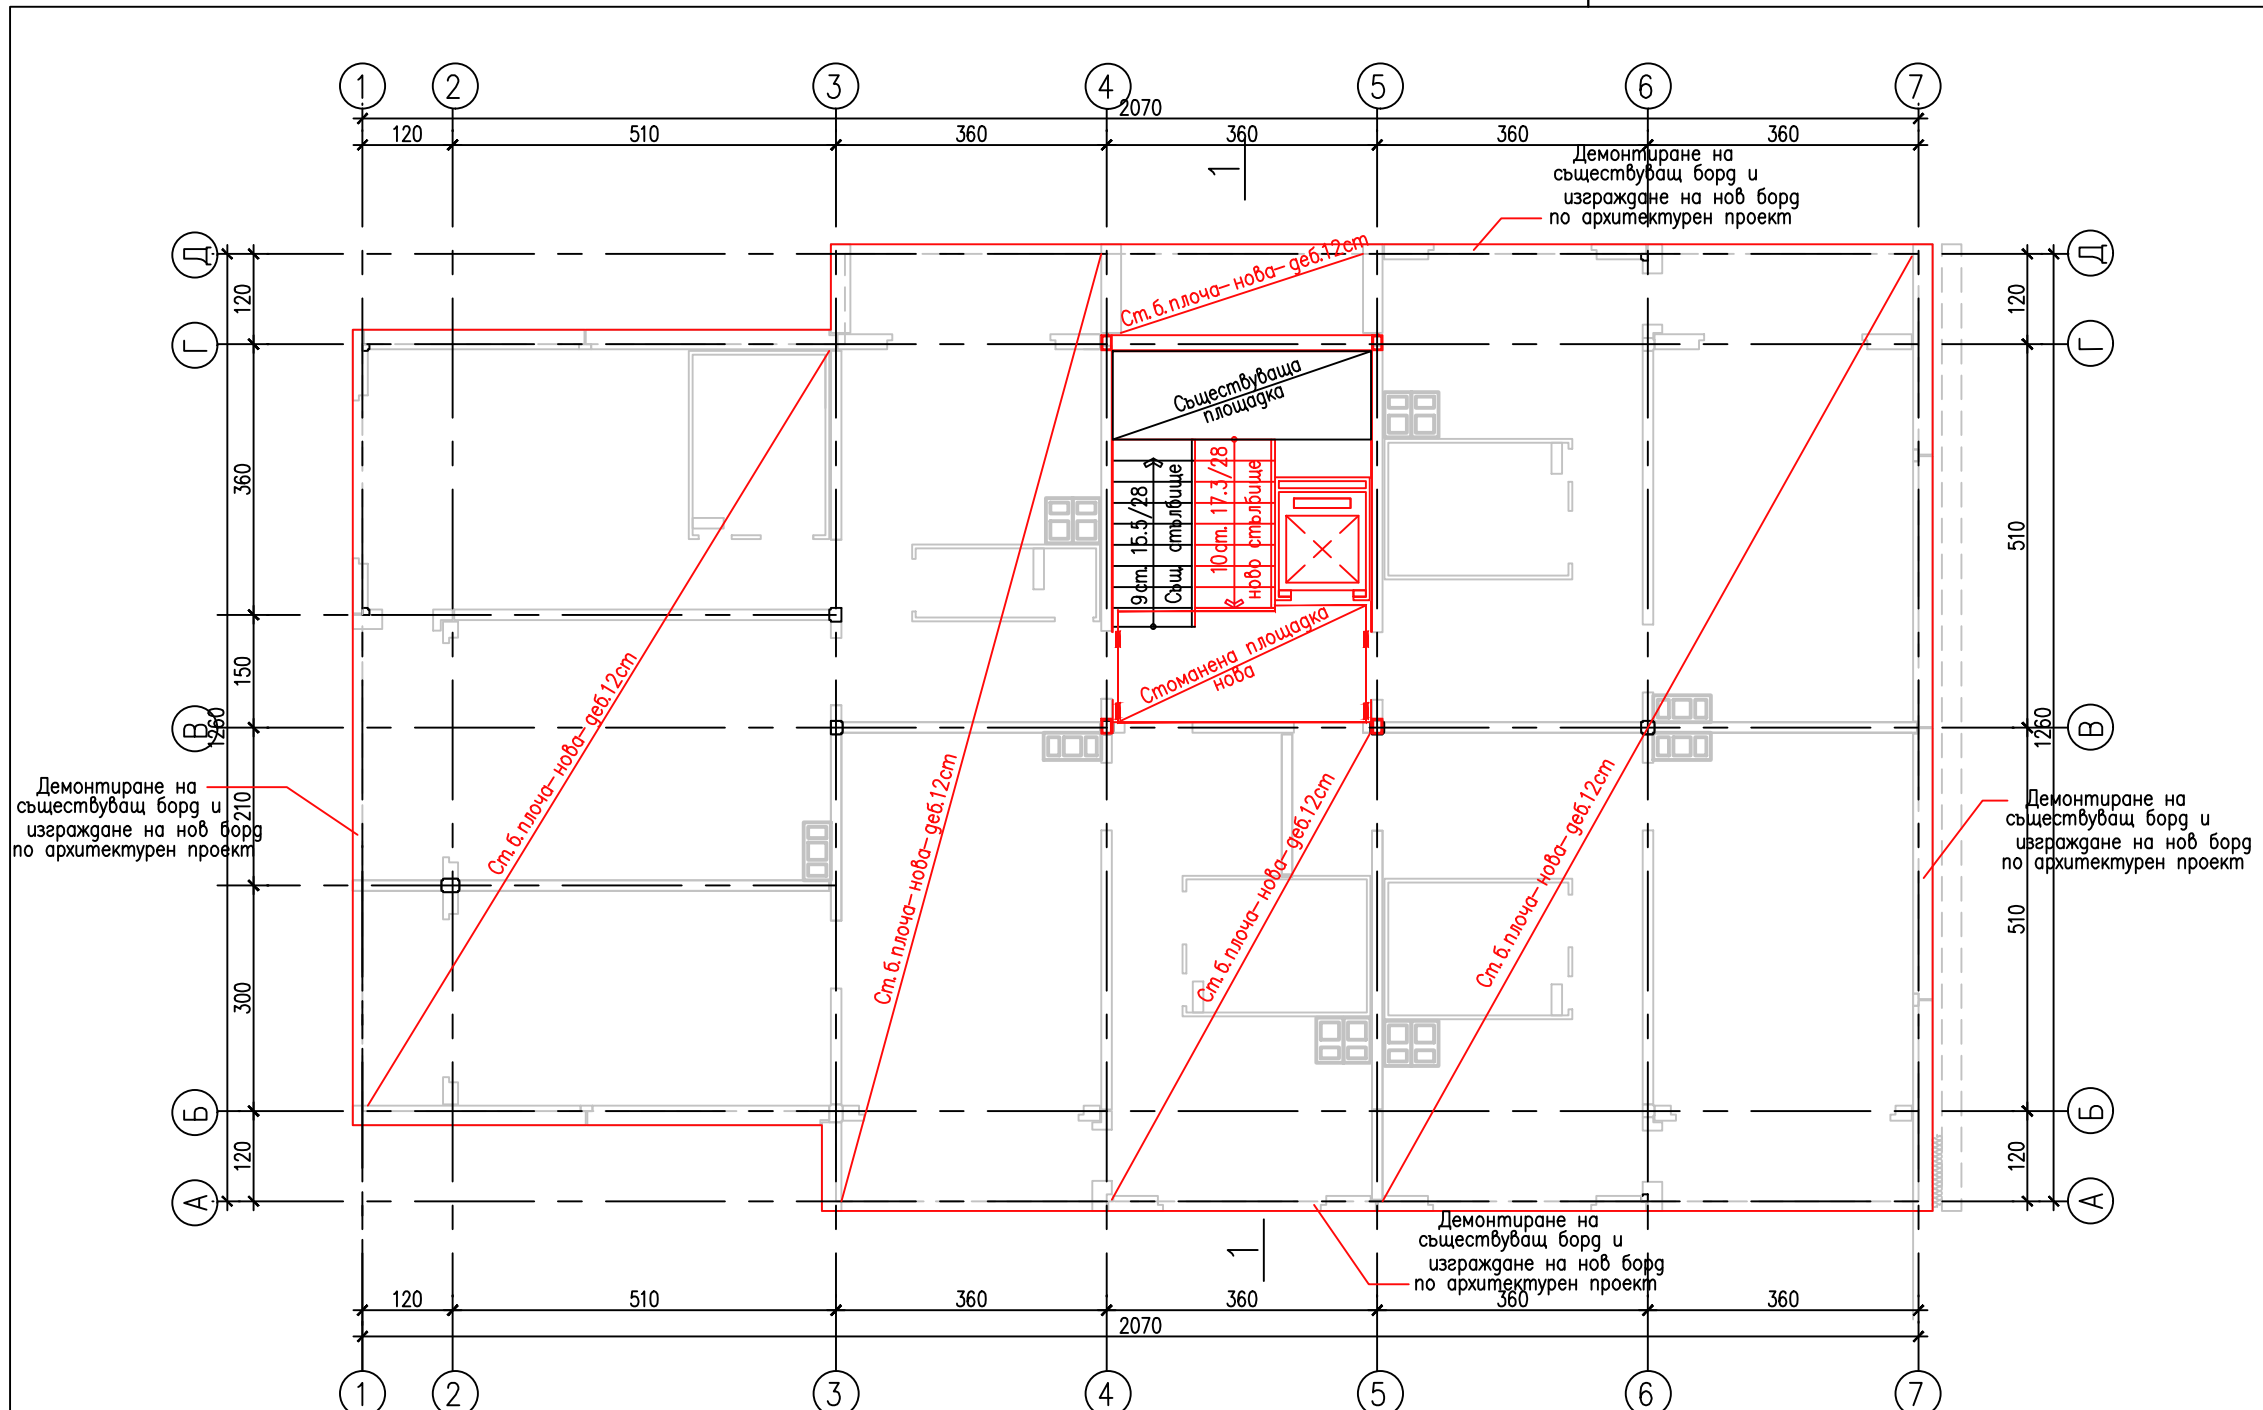 1 2 3 4 5 6 7
2070
120 510 360 360 360 360
1
Демонтиране на
съществуващ борд и
изграждане на нов борд
по архитектурен проект
Д
Г
В
Б
А
120
360
150
1260
210
300
120
Ст.б.плоча-нова-деб.12cm
Ст.б.плоча-нова-деб.12cm
Ст.б.плоча-нова-деб.12cm
Ст.б.плоча-нова-деб.12cm
Ст.б.плоча-нова-деб.12cm
Съществуваща
площадка
9ст. 15.5/28
Същ. стълбище
10ст. 17.3/28
ново стълбище
Стоманена площадка
нова
Демонтиране на
съществуващ борд и
изграждане на нов борд
по архитектурен проект
Д
Г
В
Б
А
120
510
1260
510
120
Демонтиране на
съществуващ борд и
изграждане на нов борд
по архитектурен проект
1
Демонтиране на
съществуващ борд и
изграждане на нов борд
по архитектурен проект
120 510 360 360 360 360
2070
1 2 3 4 5 6 7